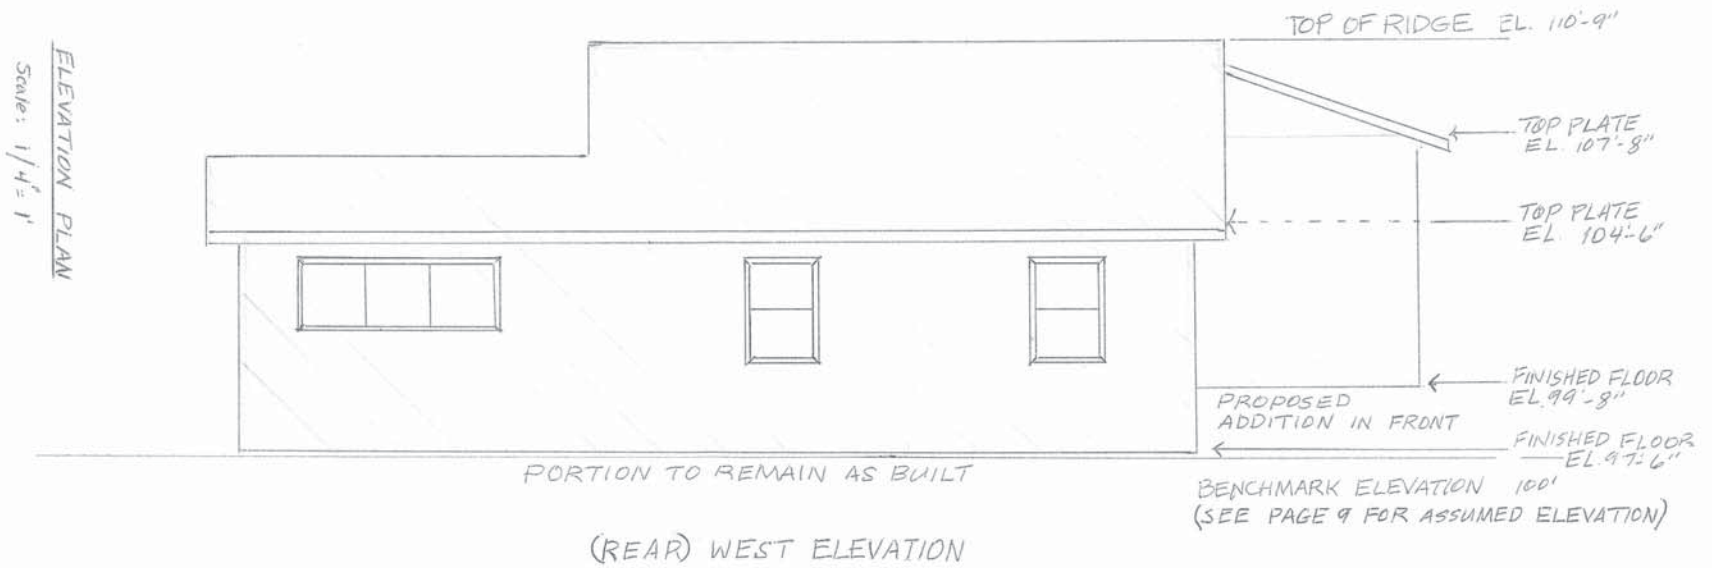 TOP OF RIDGE EL. 110'-9"
ELEVATION PLAN
Scale: 1/4" = 1'
TOP PLATE
EL. 107'-8"
TOP PLATE
EL. 104'-6"
FINISHED FLOOR
EL. 99'-8"
PROPOSED
ADDITION IN FRONT
FINISHED FLOOR
EL. 97'-6"
PORTION TO REMAIN AS BUILT
BENCHMARK ELEVATION 100'
(SEE PAGE 9 FOR ASSUMED ELEVATION)
(REAR) WEST ELEVATION